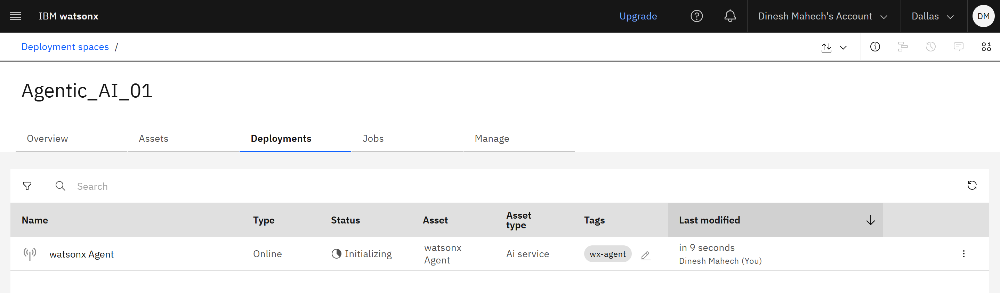 IBM watsonx
Upgrade
Dinesh Mahech's Account
Dallas
DM
Deployment spaces /
Agentic_AI_01
Overview
Assets
Deployments
Jobs
Manage
Search
Name
Type
Status
Asset
Asset
type
Tags
Last modified
watsonx Agent
Online
Initializing
watsonx
Agent
Ai service
wx-agent
in 9 seconds
Dinesh Mahech (You)